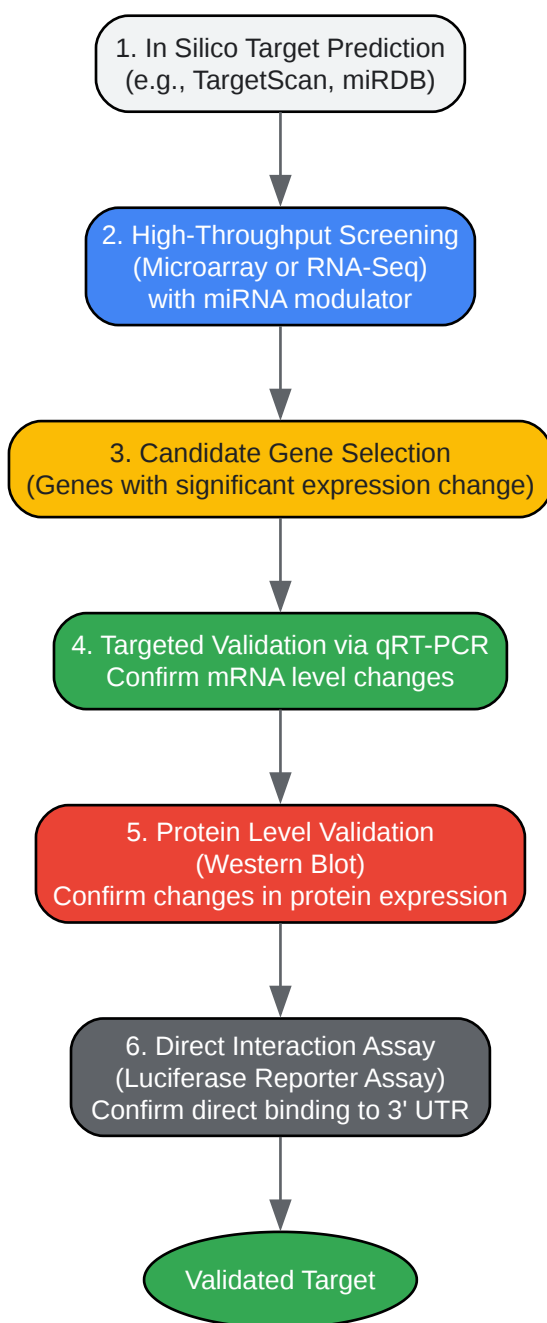 1. In Silico Target Prediction
(e.g., TargetScan, miRDB)
2. High-Throughput Screening
(Microarray or RNA-Seq)
with miRNA modulator
3. Candidate Gene Selection
(Genes with significant expression change)
4. Targeted Validation via qRT-PCR
Confirm mRNA level changes
5. Protein Level Validation
(Western Blot)
Confirm changes in protein expression
6. Direct Interaction Assay
(Luciferase Reporter Assay)
Confirm direct binding to 3' UTR
Validated Target